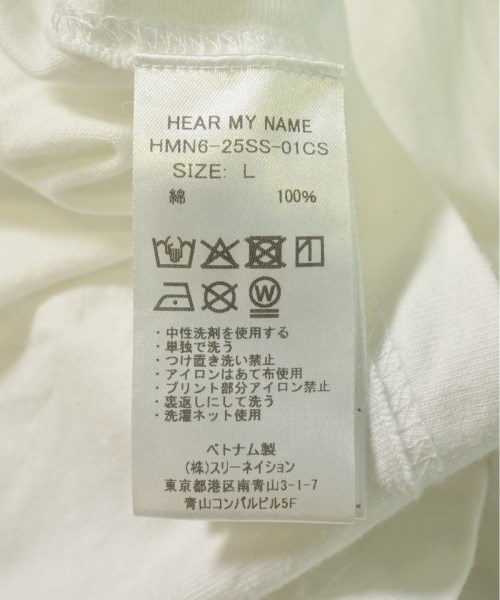 HEAR MY NAME
HMN6-25SS-01CS
SIZE: L
綿 100%
W
・中性洗剤を使用する
・単独で洗う
・つけ置き洗い禁止
・アイロンはあて布使用
・プリント部分アイロン禁止
・裏返しにして洗う
・洗濯ネット使用
ベトナム製
(株)スリーネイション
東京都港区南青山3-1-7
青山コンパルビル5F